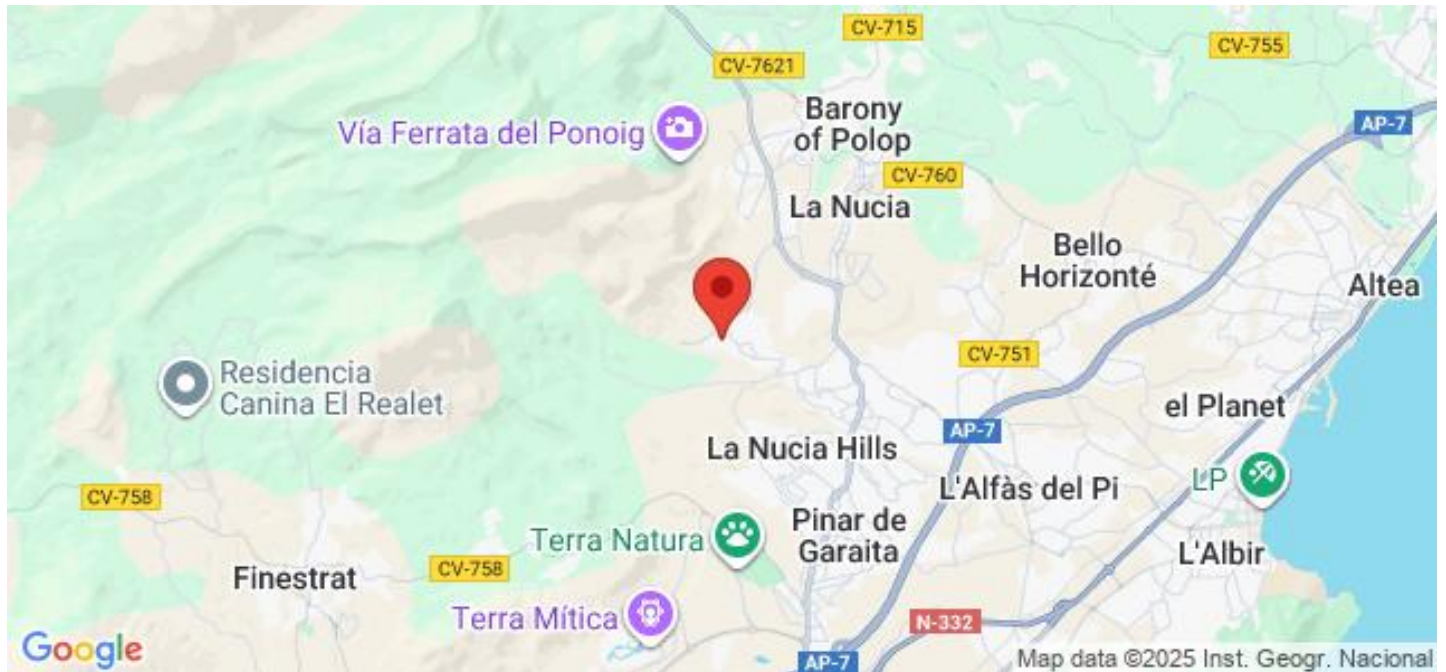 CV-715
CV-755
CV-7621
Barony
of Polop
AP-7
Vía Ferrata del Ponoig
CV-760
La Nucia
Bello
Horizonté
Altea
CV-751
Residencia
Canina El Realet
el Planet
AP-7
La Nucia Hills
LP
L'Alfàs del Pi
CV-758
Pinar de
Garaita
Terra Natura
L'Albir
CV-758
Finestrat
Terra Mítica
N-332
Google
AP-7
Map data ©2025 Inst. Geogr. Nacional